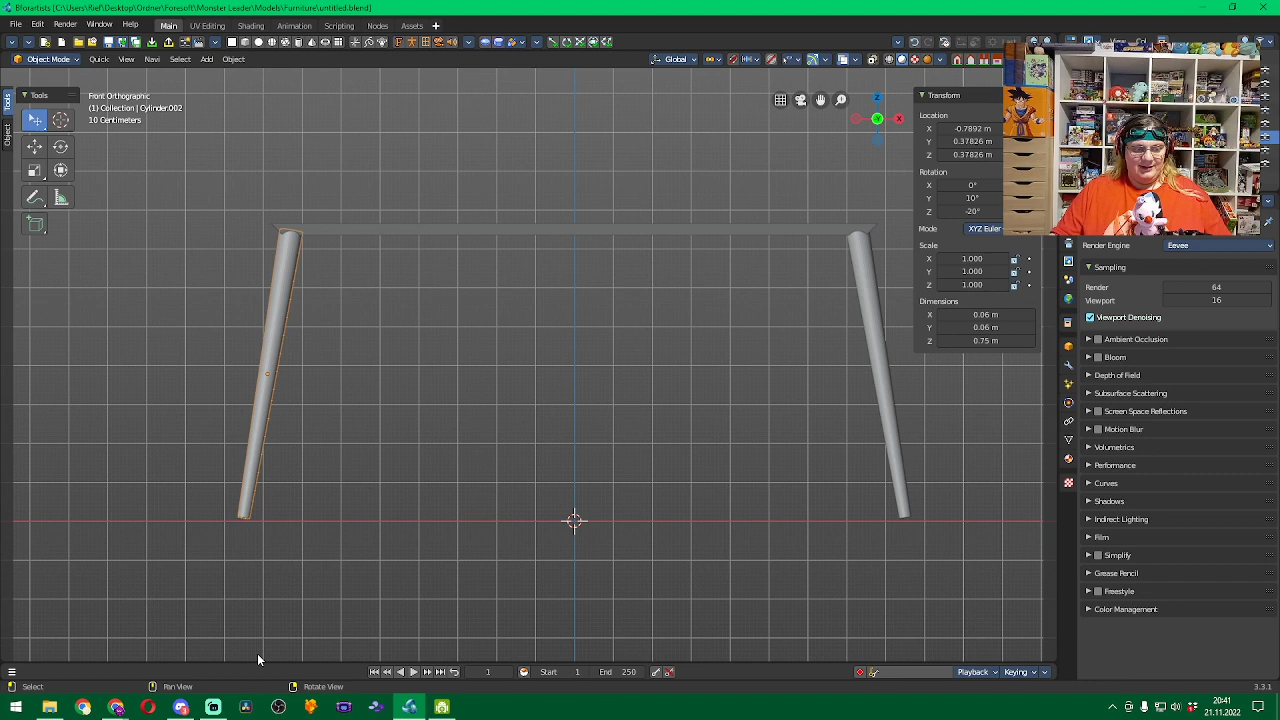 Bforartists [C:\Users\Rief\Desktop\Ordner\Foresoft\Monster Leader\Models\Furniture\untitled.blend]
File Edit Render Window Help Main UV Editing Shading Animation Scripting Nodes Assets
Object Mode Quick View Navi Select Add Object Global
Tools
Object
Tools
Front Orthographic
(1) Collection | Cylinder.002
10 Centimeters
Z
X
Y
Transform
Location
X -0.7892 m
Y 0.37826 m
Z 0.37826 m
Rotation
X 0°
Y 10°
Z -20°
Mode XYZ Euler
Scale
X 1.000
Y 1.000
Z 1.000
Dimensions
X 0.06 m
Y 0.06 m
Z 0.75 m
Render Engine Eevee
Sampling
Render 64
Viewport 16
Viewport Denoising
Ambient Occlusion
Bloom
Depth of Field
Subsurface Scattering
Screen Space Reflections
Motion Blur
Volumetrics
Performance
Curves
Shadows
Indirect Lighting
Film
Simplify
Grease Pencil
Freestyle
Color Management
1 Start 1 End 250 Playback Keying
Select Pan View Rotate View 3.3.1
20:41
21.11.2022